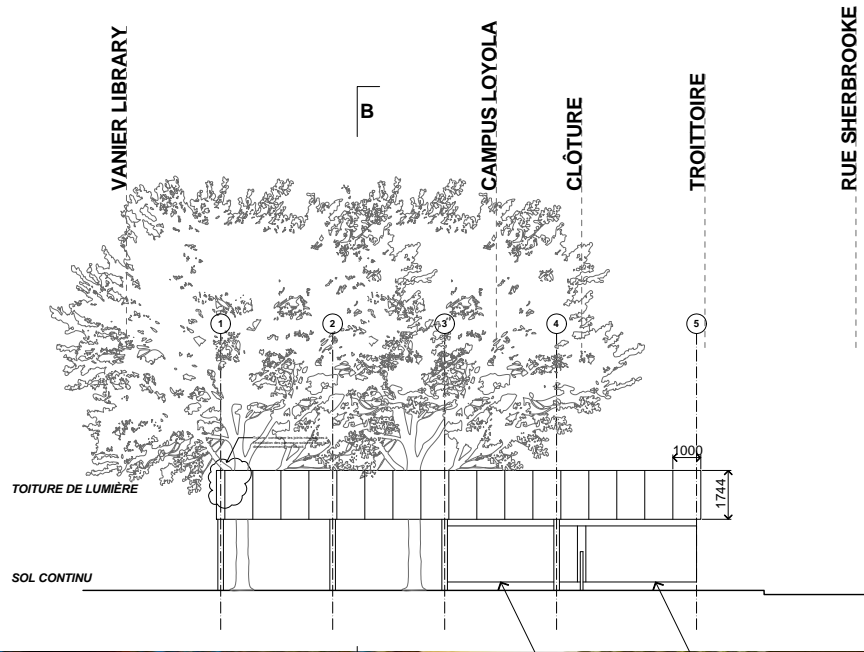 VANIER LIBRARY
B
CAMPUS LOYOLA
CLÔTURE
TROITTOIRE
RUE SHERBROOKE
1
2
3
4
5
1000
TOITURE DE LUMIÈRE
1744
SOL CONTINU